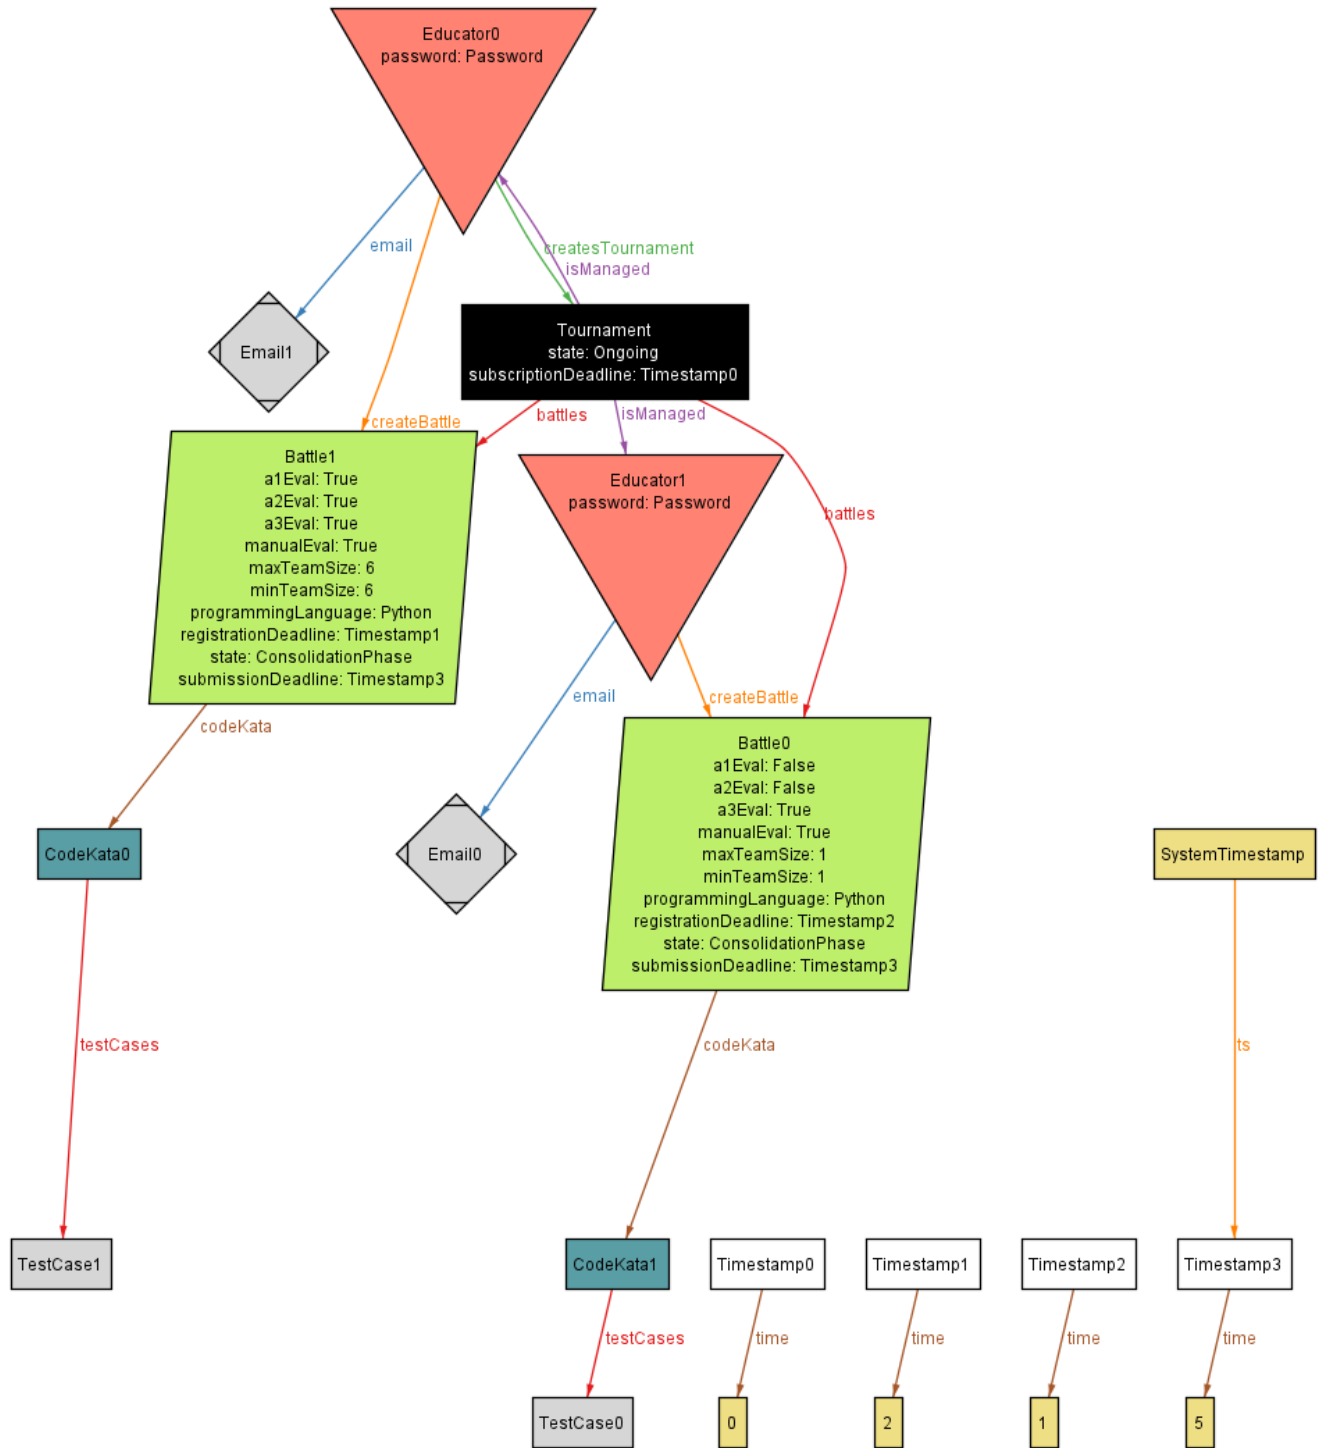 Educator0
password: Password
email
createsTournament
isManaged
Email1
Tournament
state: Ongoing
subscriptionDeadline: Timestamp0
createBattle
battles
isManaged
Battle1
a1Eval: True
a2Eval: True
a3Eval: True
manualEval: True
maxTeamSize: 6
minTeamSize: 6
programmingLanguage: Python
registrationDeadline: Timestamp1
state: ConsolidationPhase
submissionDeadline: Timestamp3
Educator1
password: Password
battles
codeKata
email
createBattle
Battle0
a1Eval: False
a2Eval: False
a3Eval: True
manualEval: True
maxTeamSize: 1
minTeamSize: 1
programmingLanguage: Python
registrationDeadline: Timestamp2
state: ConsolidationPhase
submissionDeadline: Timestamp3
CodeKata0
Email0
SystemTimestamp
testCases
codeKata
ts
TestCase1
CodeKata1
Timestamp0
Timestamp1
Timestamp2
Timestamp3
testCases
time
time
time
time
TestCase0
0
2
1
5